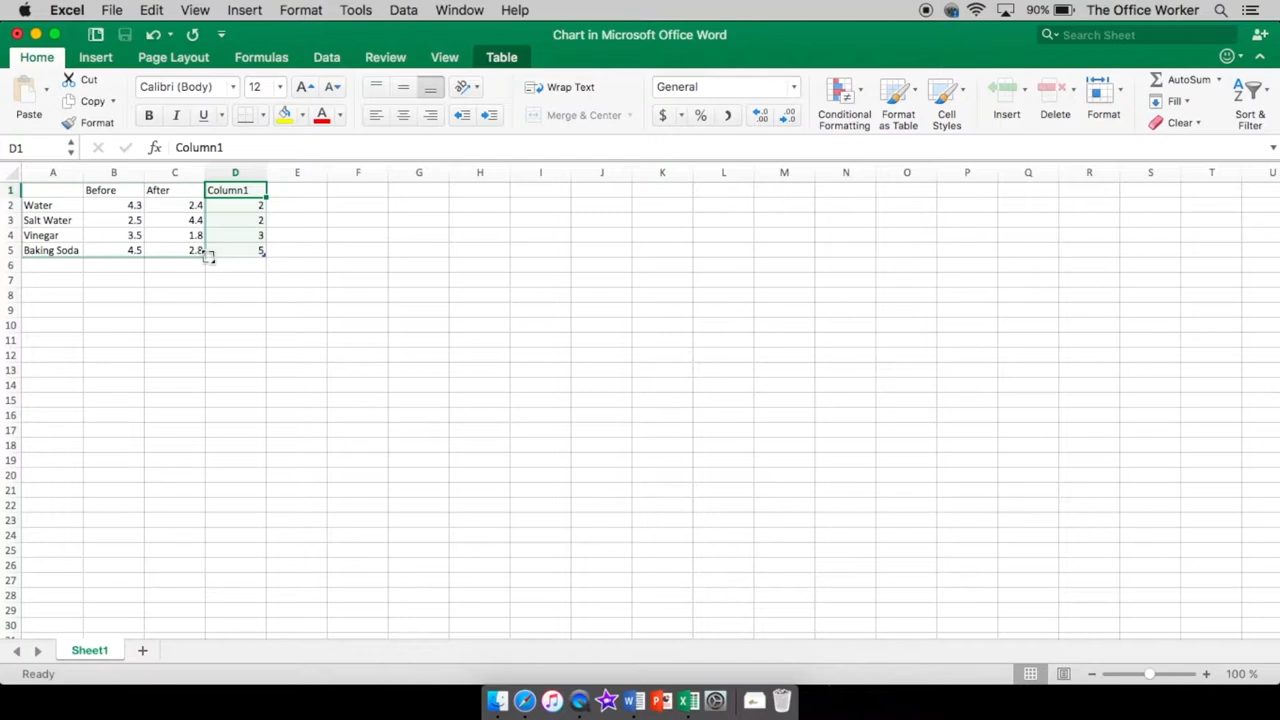 Excel File Edit View Insert Format Tools Data Window Help 90% The Office Worker
Chart in Microsoft Office Word Search Sheet
Home Insert Page Layout Formulas Data Review View Table
Paste Cut Copy Format
Calibri (Body) 12 A A
B I U A
Wrap Text
Merge & Center
General
$ %
Conditional Formatting Format as Table Cell Styles Insert Delete Format
AutoSum Fill Clear Sort & Filter
D1 fx Column1
A B C D E F G H I J K L M N O P Q R S T U
1 Before After Column1
2 Water 4.3 2.4 2
3 Salt Water 2.5 4.4 2
4 Vinegar 3.5 1.8 3
5 Baking Soda 4.5 2.8 5
6
7
8
9
10
11
12
13
14
15
16
17
18
19
20
21
22
23
24
25
26
27
28
29
30
Sheet1
Ready 100 %